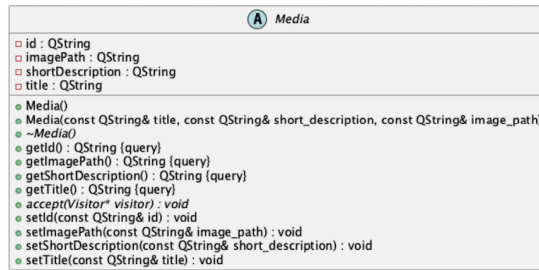 A Media
id : QString
imagePath : QString
shortDescription : QString
title : QString
Media()
Media(const QString& title, const QString& short_description, const QString& image_path)
~Media()
getId() : QString {query}
getImagePath() : QString {query}
getShortDescription() : QString {query}
getTitle() : QString {query}
accept(Visitor* visitor) : void
setId(const QString& id) : void
setImagePath(const QString& image_path) : void
setShortDescription(const QString& short_description) : void
setTitle(const QString& title) : void